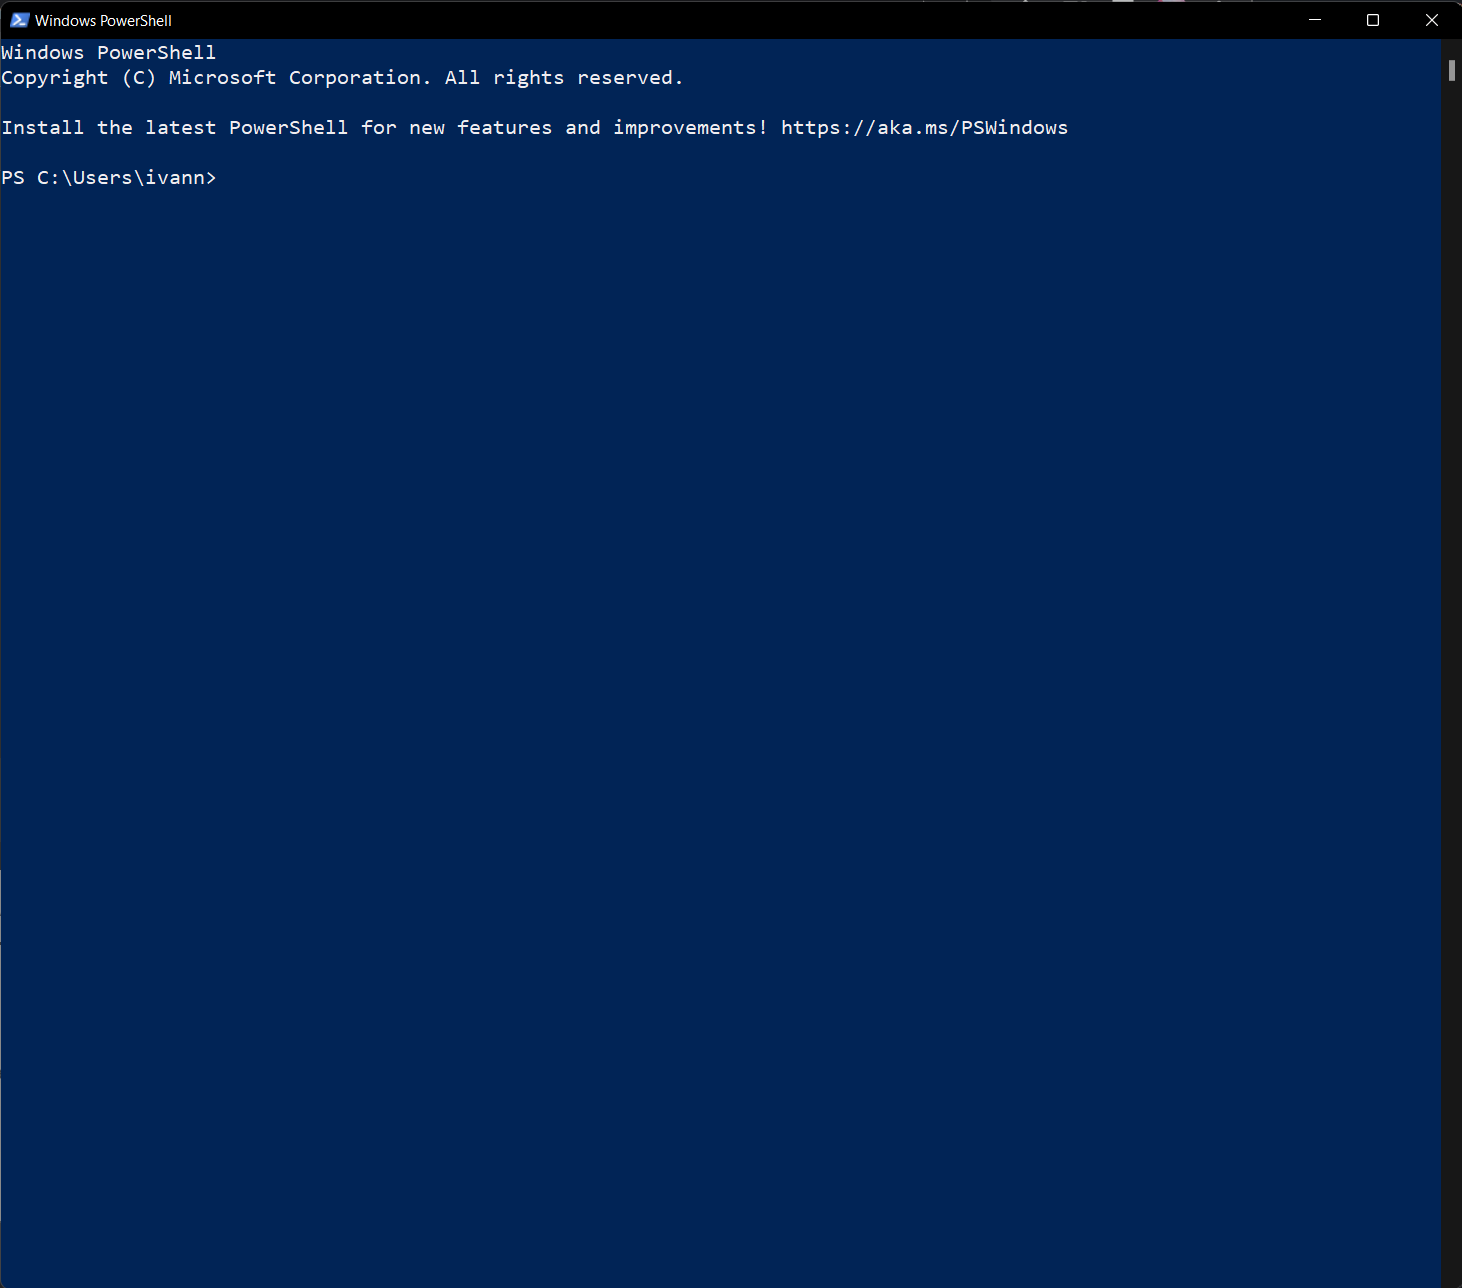 Windows PowerShell
Windows PowerShell
Copyright (C) Microsoft Corporation. All rights reserved.
Install the latest PowerShell for new features and improvements! https://aka.ms/PSWindows
PS C:\Users\ivann>